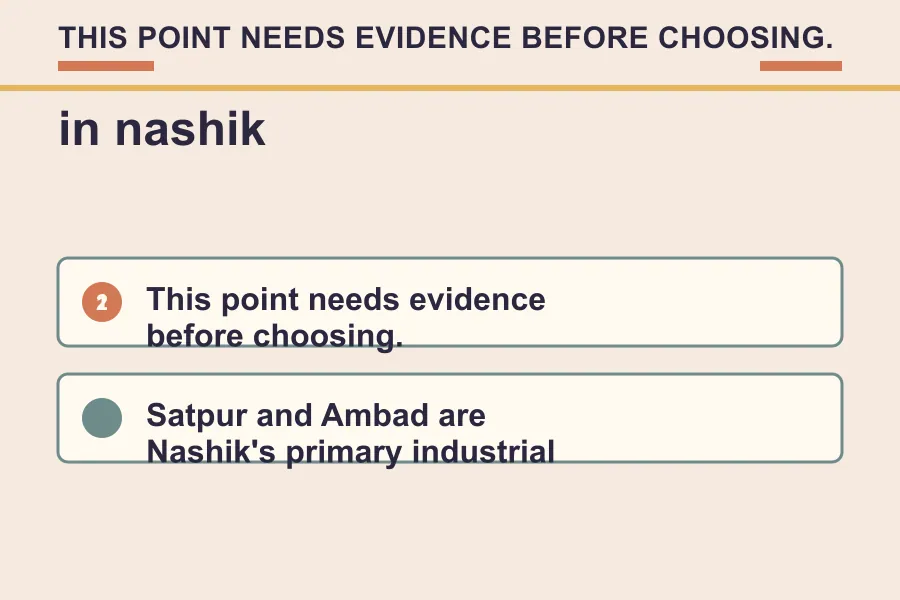 THIS POINT NEEDS EVIDENCE BEFORE CHOOSING.
in nashik
2
This point needs evidence
before choosing.
Satpur and Ambad are
Nashik's primary industrial